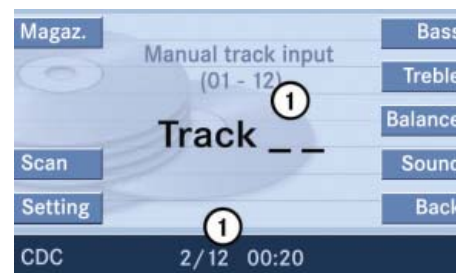 Magaz.
Manual track input
(01 - 12)
1
Bass
Treble
Balance
Track _ _
Scan
Sound
Setting
1
Back
CDC
2/12 00:20